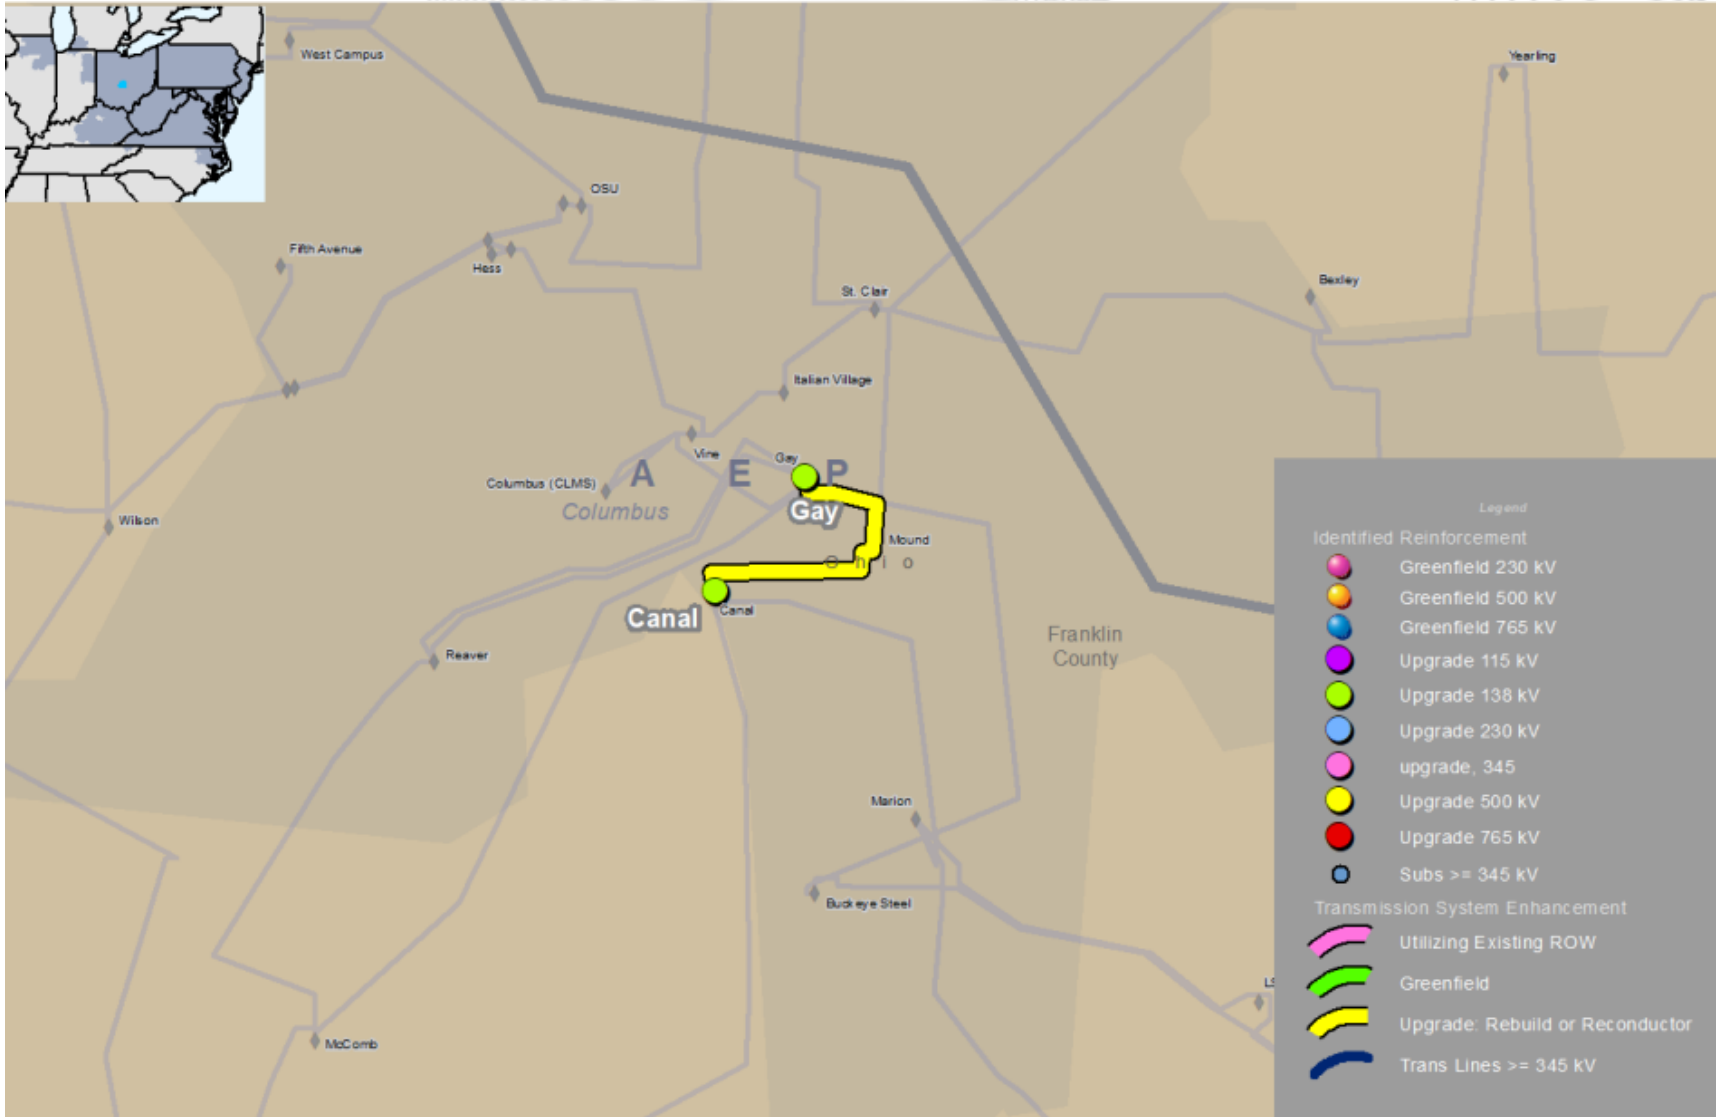 West Campus
Yearling
OSU
Fifth Avenue
Hess
Bexley
St. Clair
Italian Village
Vine
Gay
A E P
Columbus (CLMS)
Columbus
Gay
Wilson
Mound
Ohio
Canal
Canal
Franklin
County
Reaver
Marion
Buckeye Steel
McComb
Legend
Identified Reinforcement
Greenfield 230 kV
Greenfield 500 kV
Greenfield 765 kV
Upgrade 115 kV
Upgrade 138 kV
Upgrade 230 kV
upgrade, 345
Upgrade 500 kV
Upgrade 765 kV
Subs >= 345 kV
Transmission System Enhancement
Utilizing Existing ROW
Greenfield
Upgrade: Rebuild or Reconductor
Trans Lines >= 345 kV